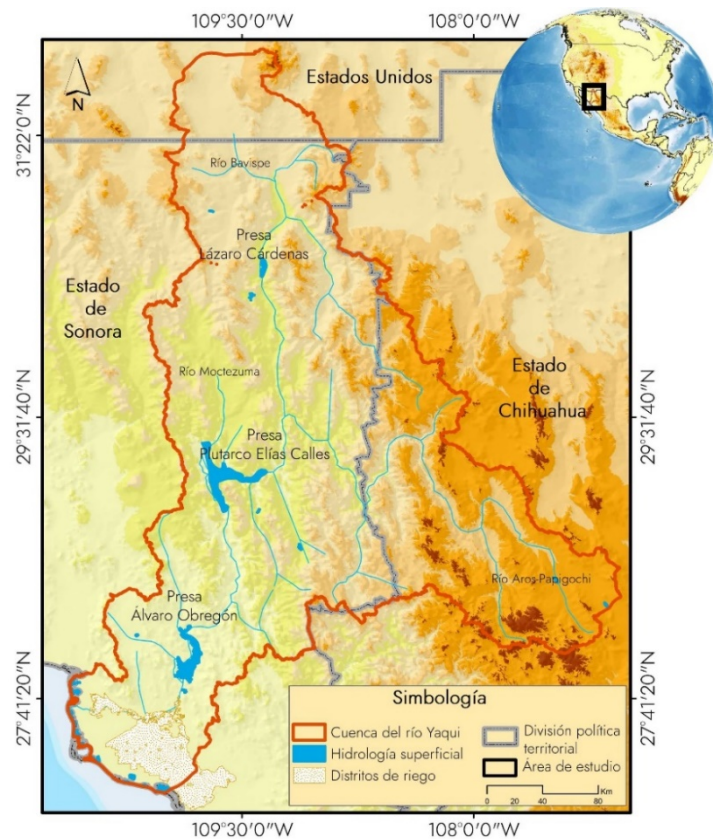 109°30'0"W
108°0'0"W
Estados Unidos
N
31°22'0"N
Río Bavispe
Presa
Lázaro Cárdenas
Estado
de
Sonora
Río Moctezuma
Estado
de
Chihuahua
29°31'40"N
29°31'40"N
Presa
Plutarco Elías Calles
Río Aros-Papigochi
Presa
Álvaro Obregón
27°41'20"N
27°41'20"N
Simbología
Cuenca del río Yaqui
División política
territorial
Hidrología superficial
Distritos de riego
Área de estudio
0 20 40 80
Km
109°30'0"W
108°0'0"W